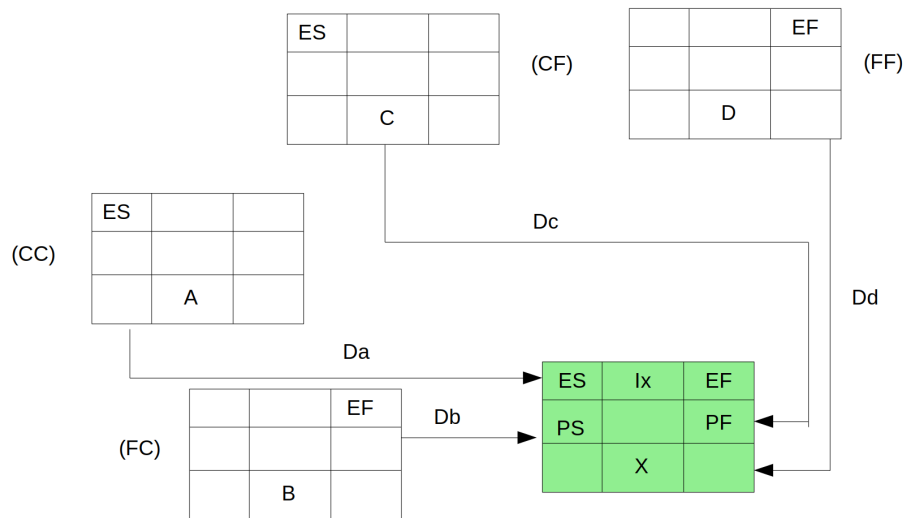 ES
C
(CF)
EF
D
(FF)
ES
A
(CC)
Dc
Dd
Da
EF
B
(FC)
Db
ES Ix EF
PS PF
X